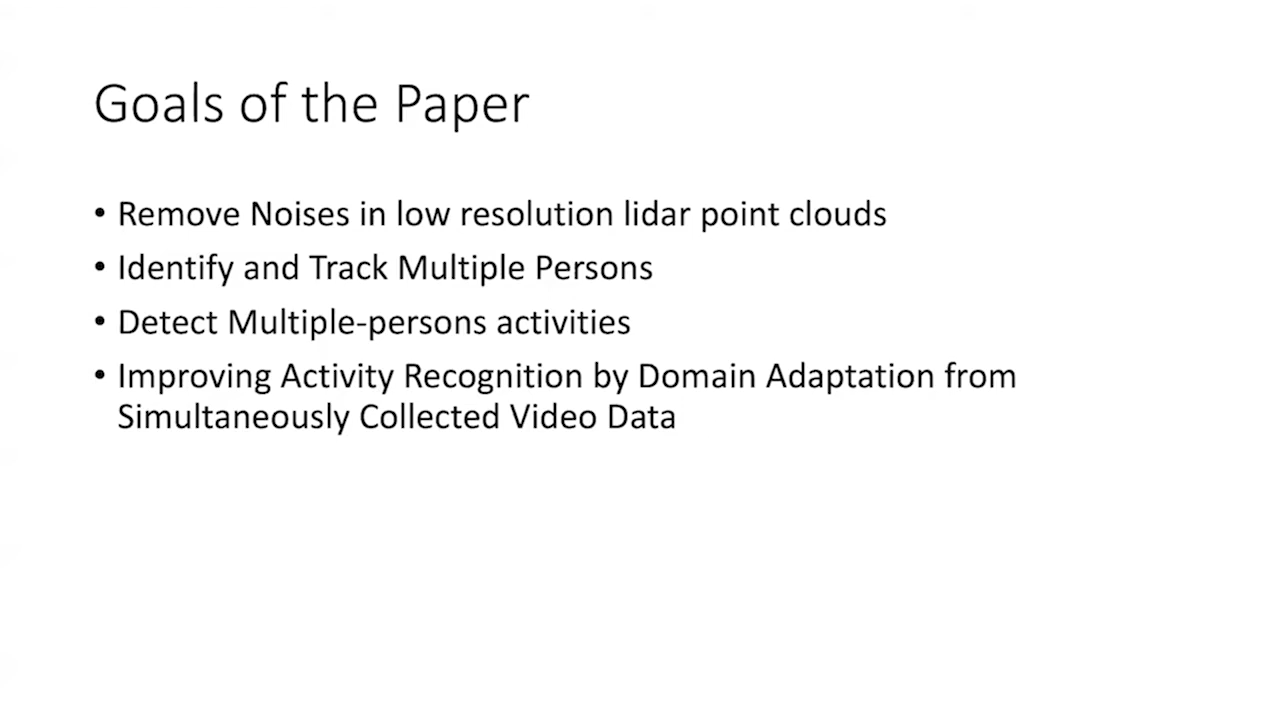 Goals of the Paper
• Remove Noises in low resolution lidar point clouds
• Identify and Track Multiple Persons
• Detect Multiple-persons activities
• Improving Activity Recognition by Domain Adaptation from
Simultaneously Collected Video Data